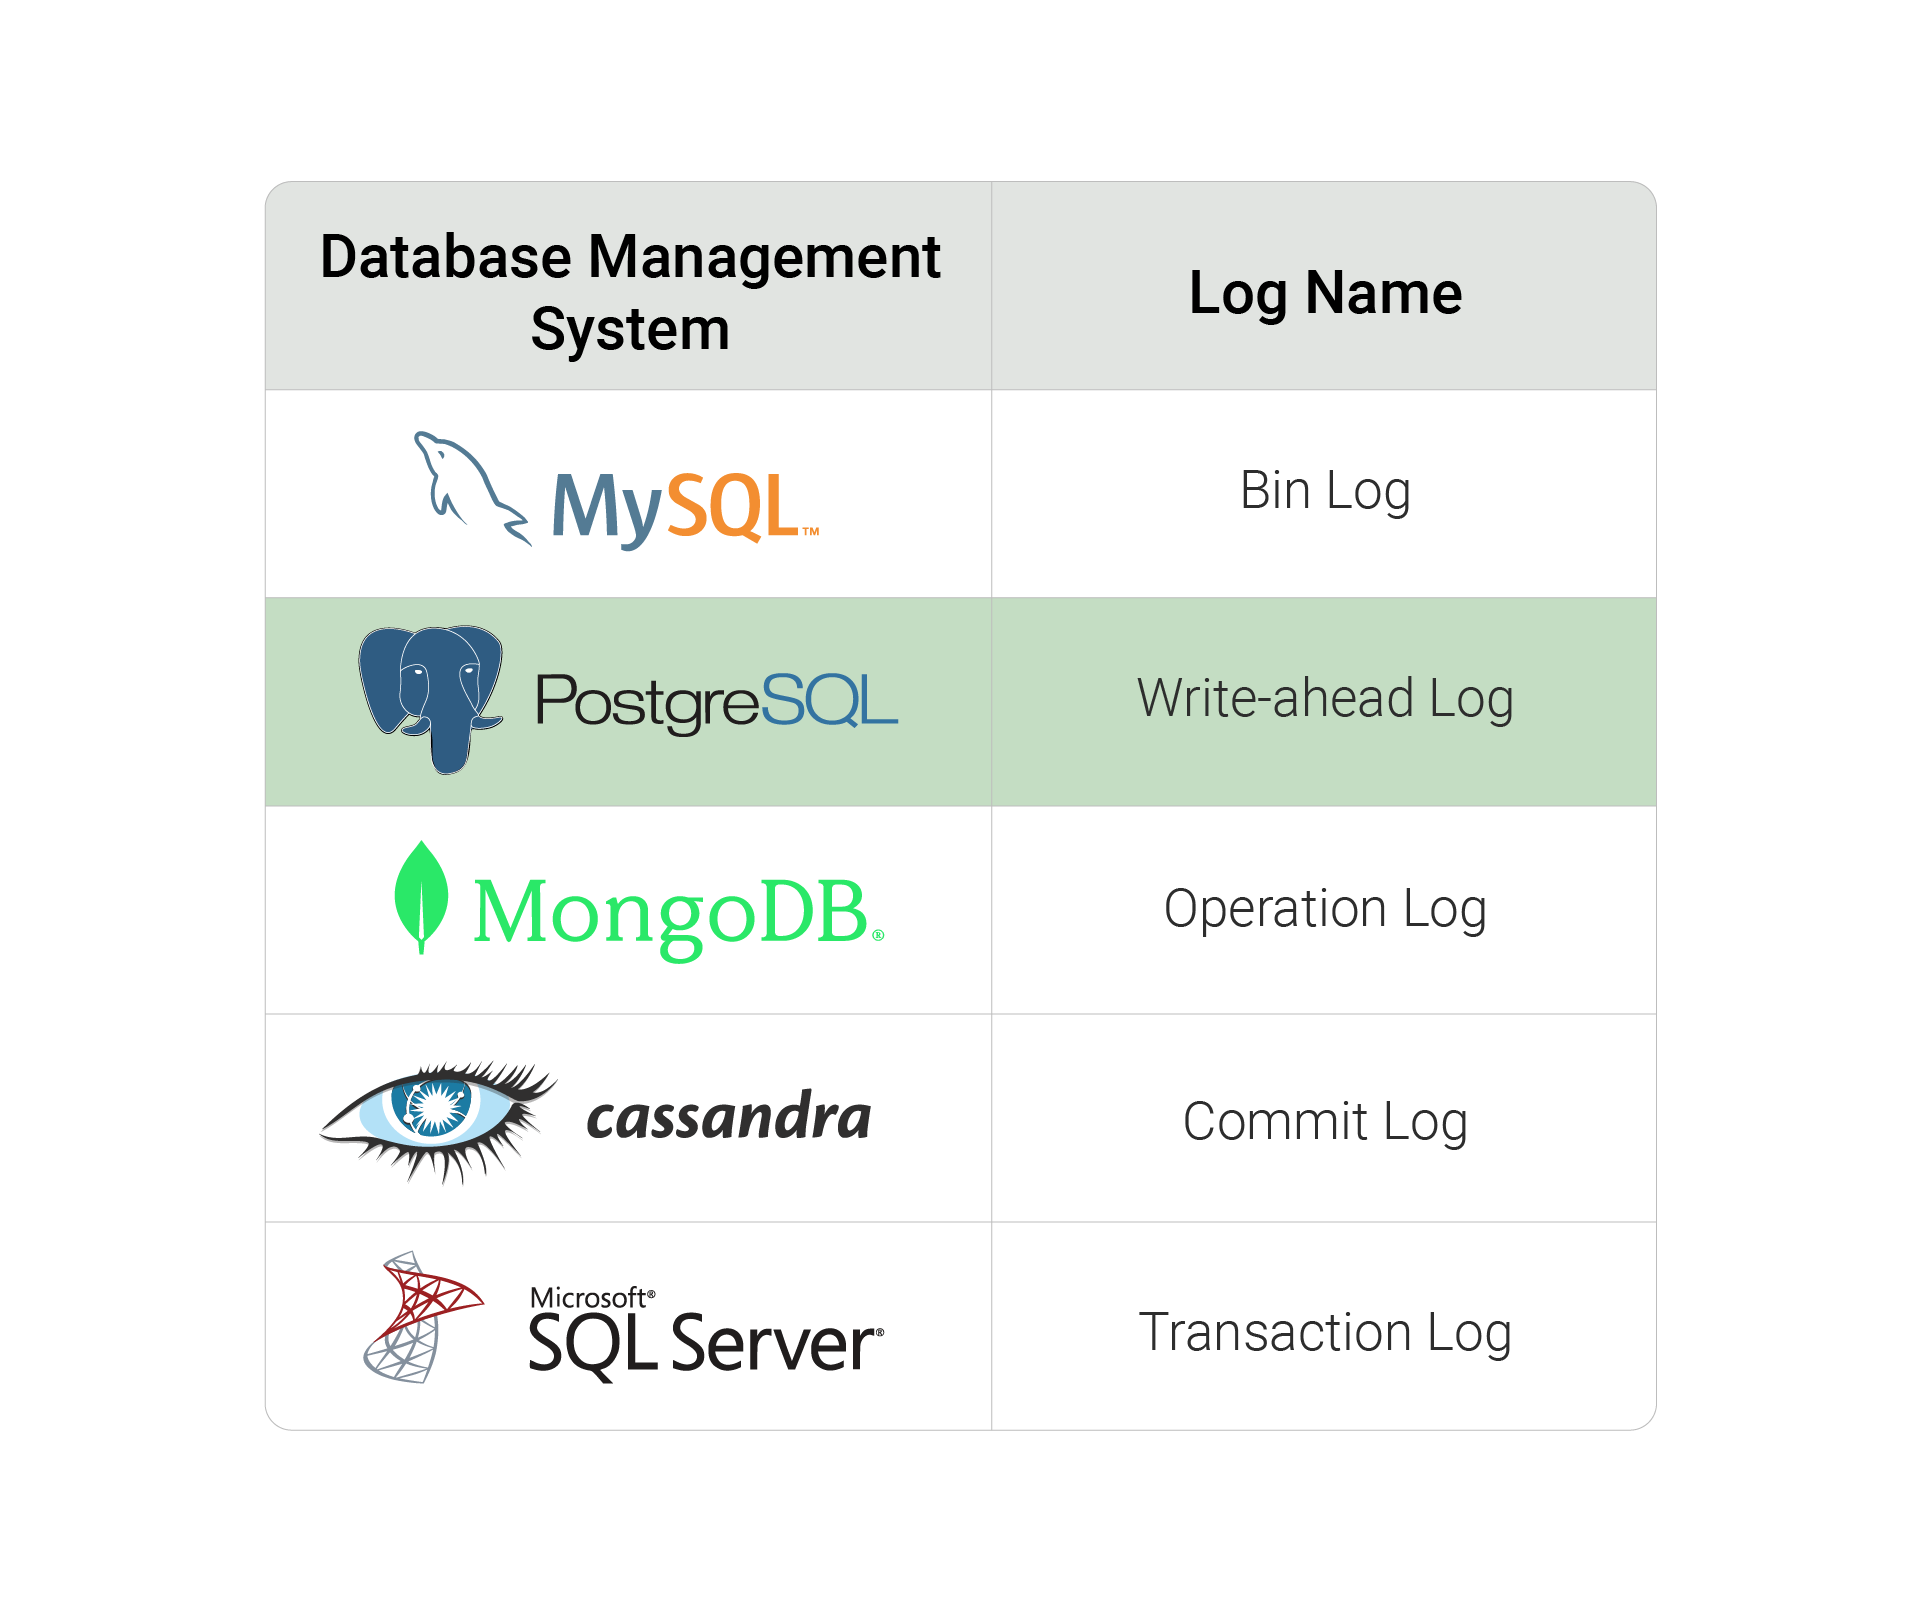 Database Management
System
Log Name
MySQL™
Bin Log
PostgreSQL
Write-ahead Log
MongoDB®
Operation Log
cassandra
Commit Log
Microsoft®
SQL Server®
Transaction Log